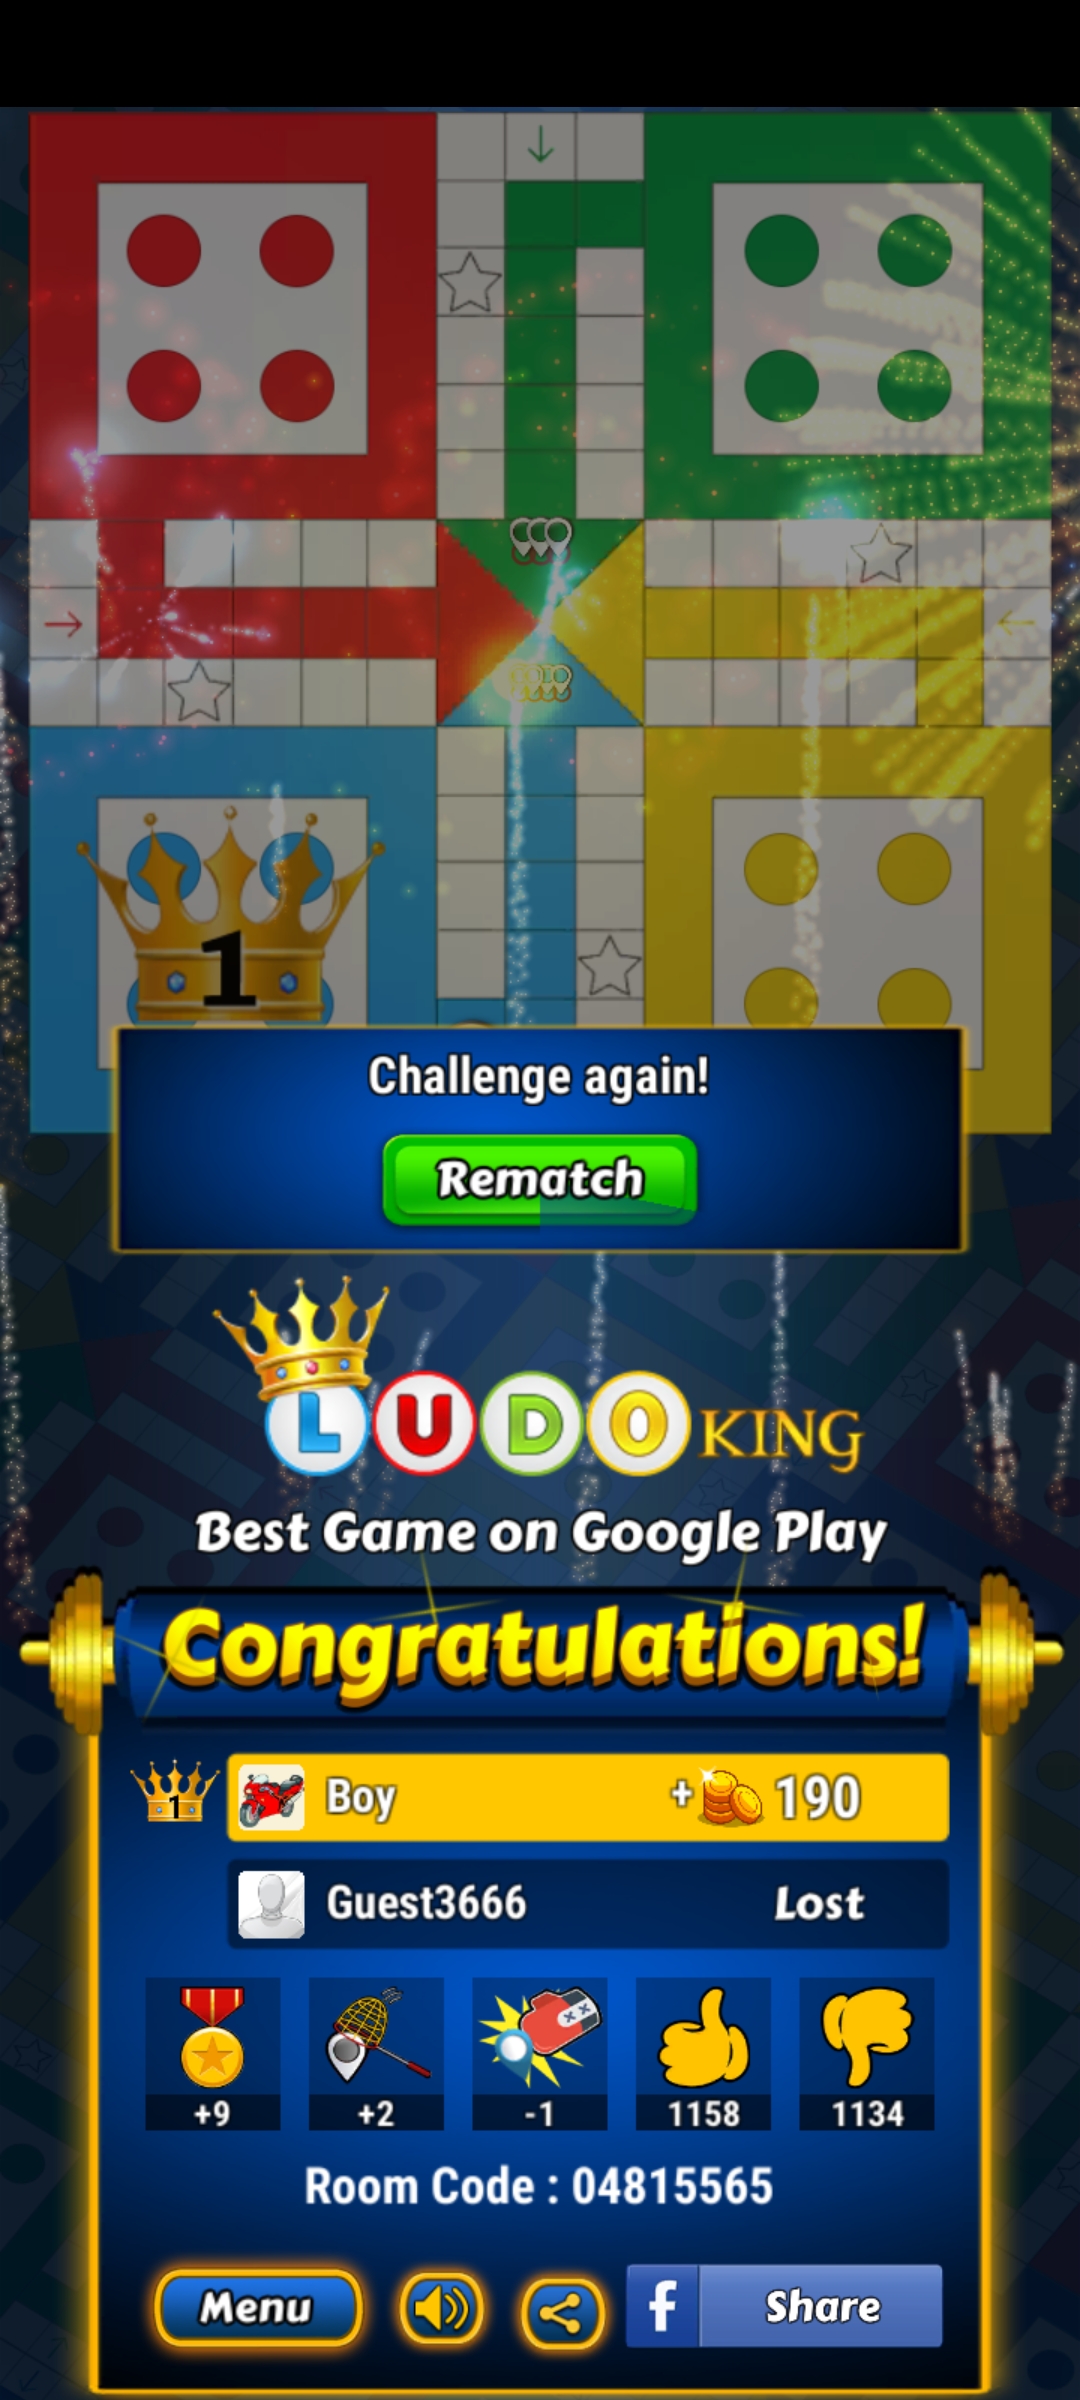 1
Challenge again!
Rematch
LUDO KING
Best Game on Google Play
Congratulations!
1 Boy + 190
Guest3666 Lost
+9 +2 -1 1158 1134
Room Code : 04815565
Menu f Share